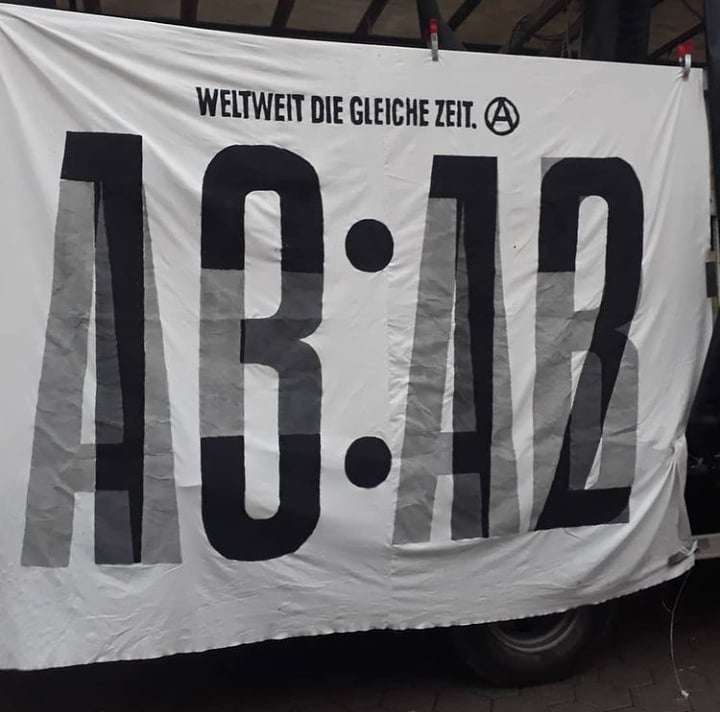 WELTWEIT DIE GLEICHE ZEIT. Ⓐ
13:12